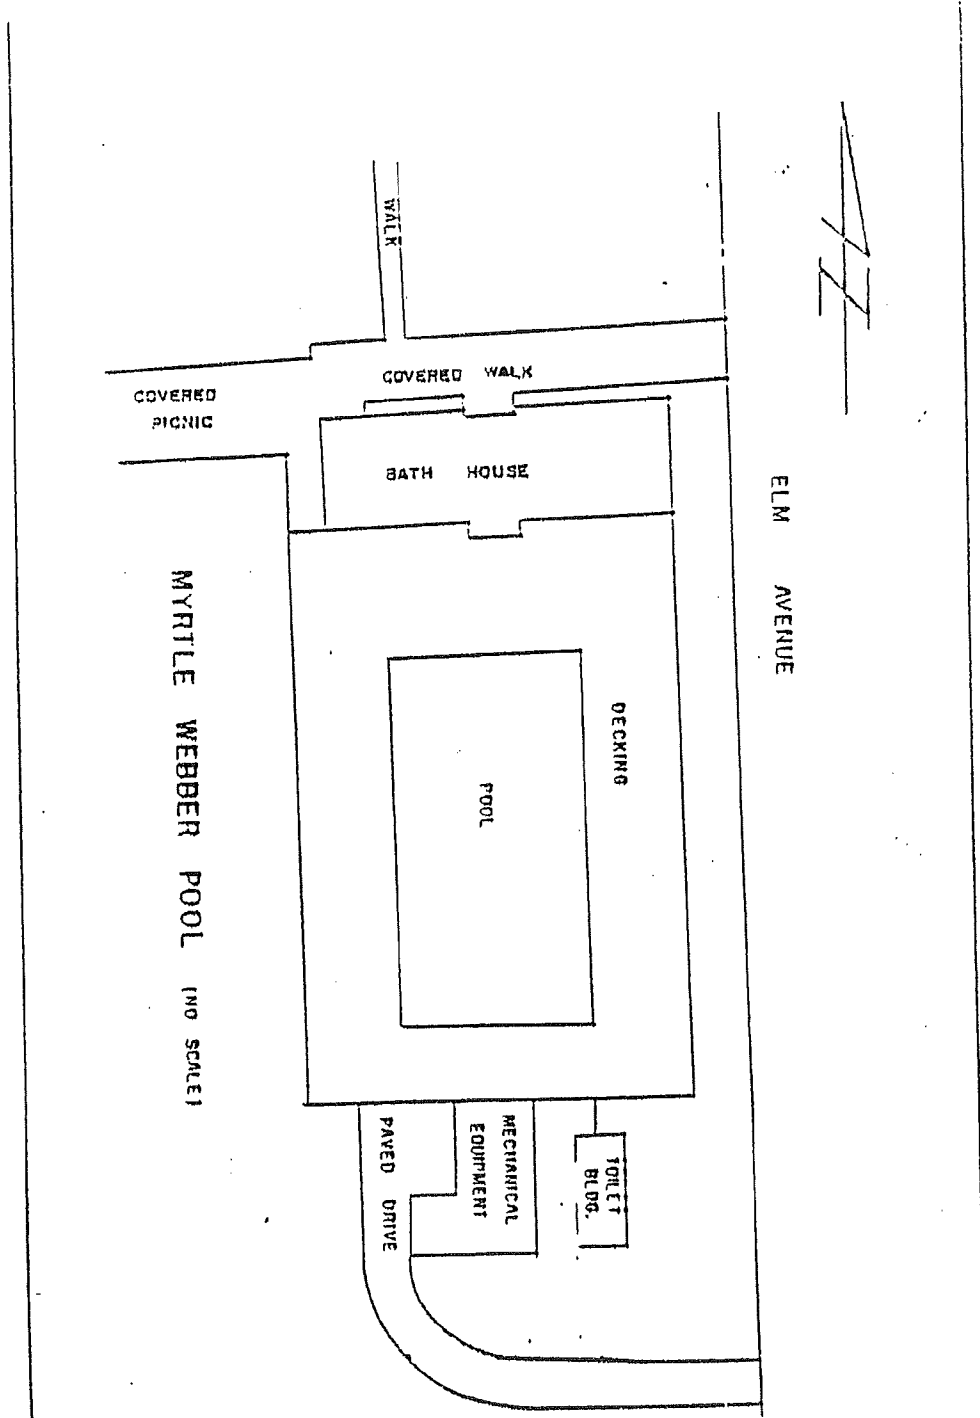 WALK
COVERED WALK
COVERED
PICNIC
BATH HOUSE
ELM AVENUE
DECKING
POOL
MYRTLE WEBBER POOL (NO SCALE)
MECHANICAL
EQUIPMENT
PAVED DRIVE
TOILET
BLDG.